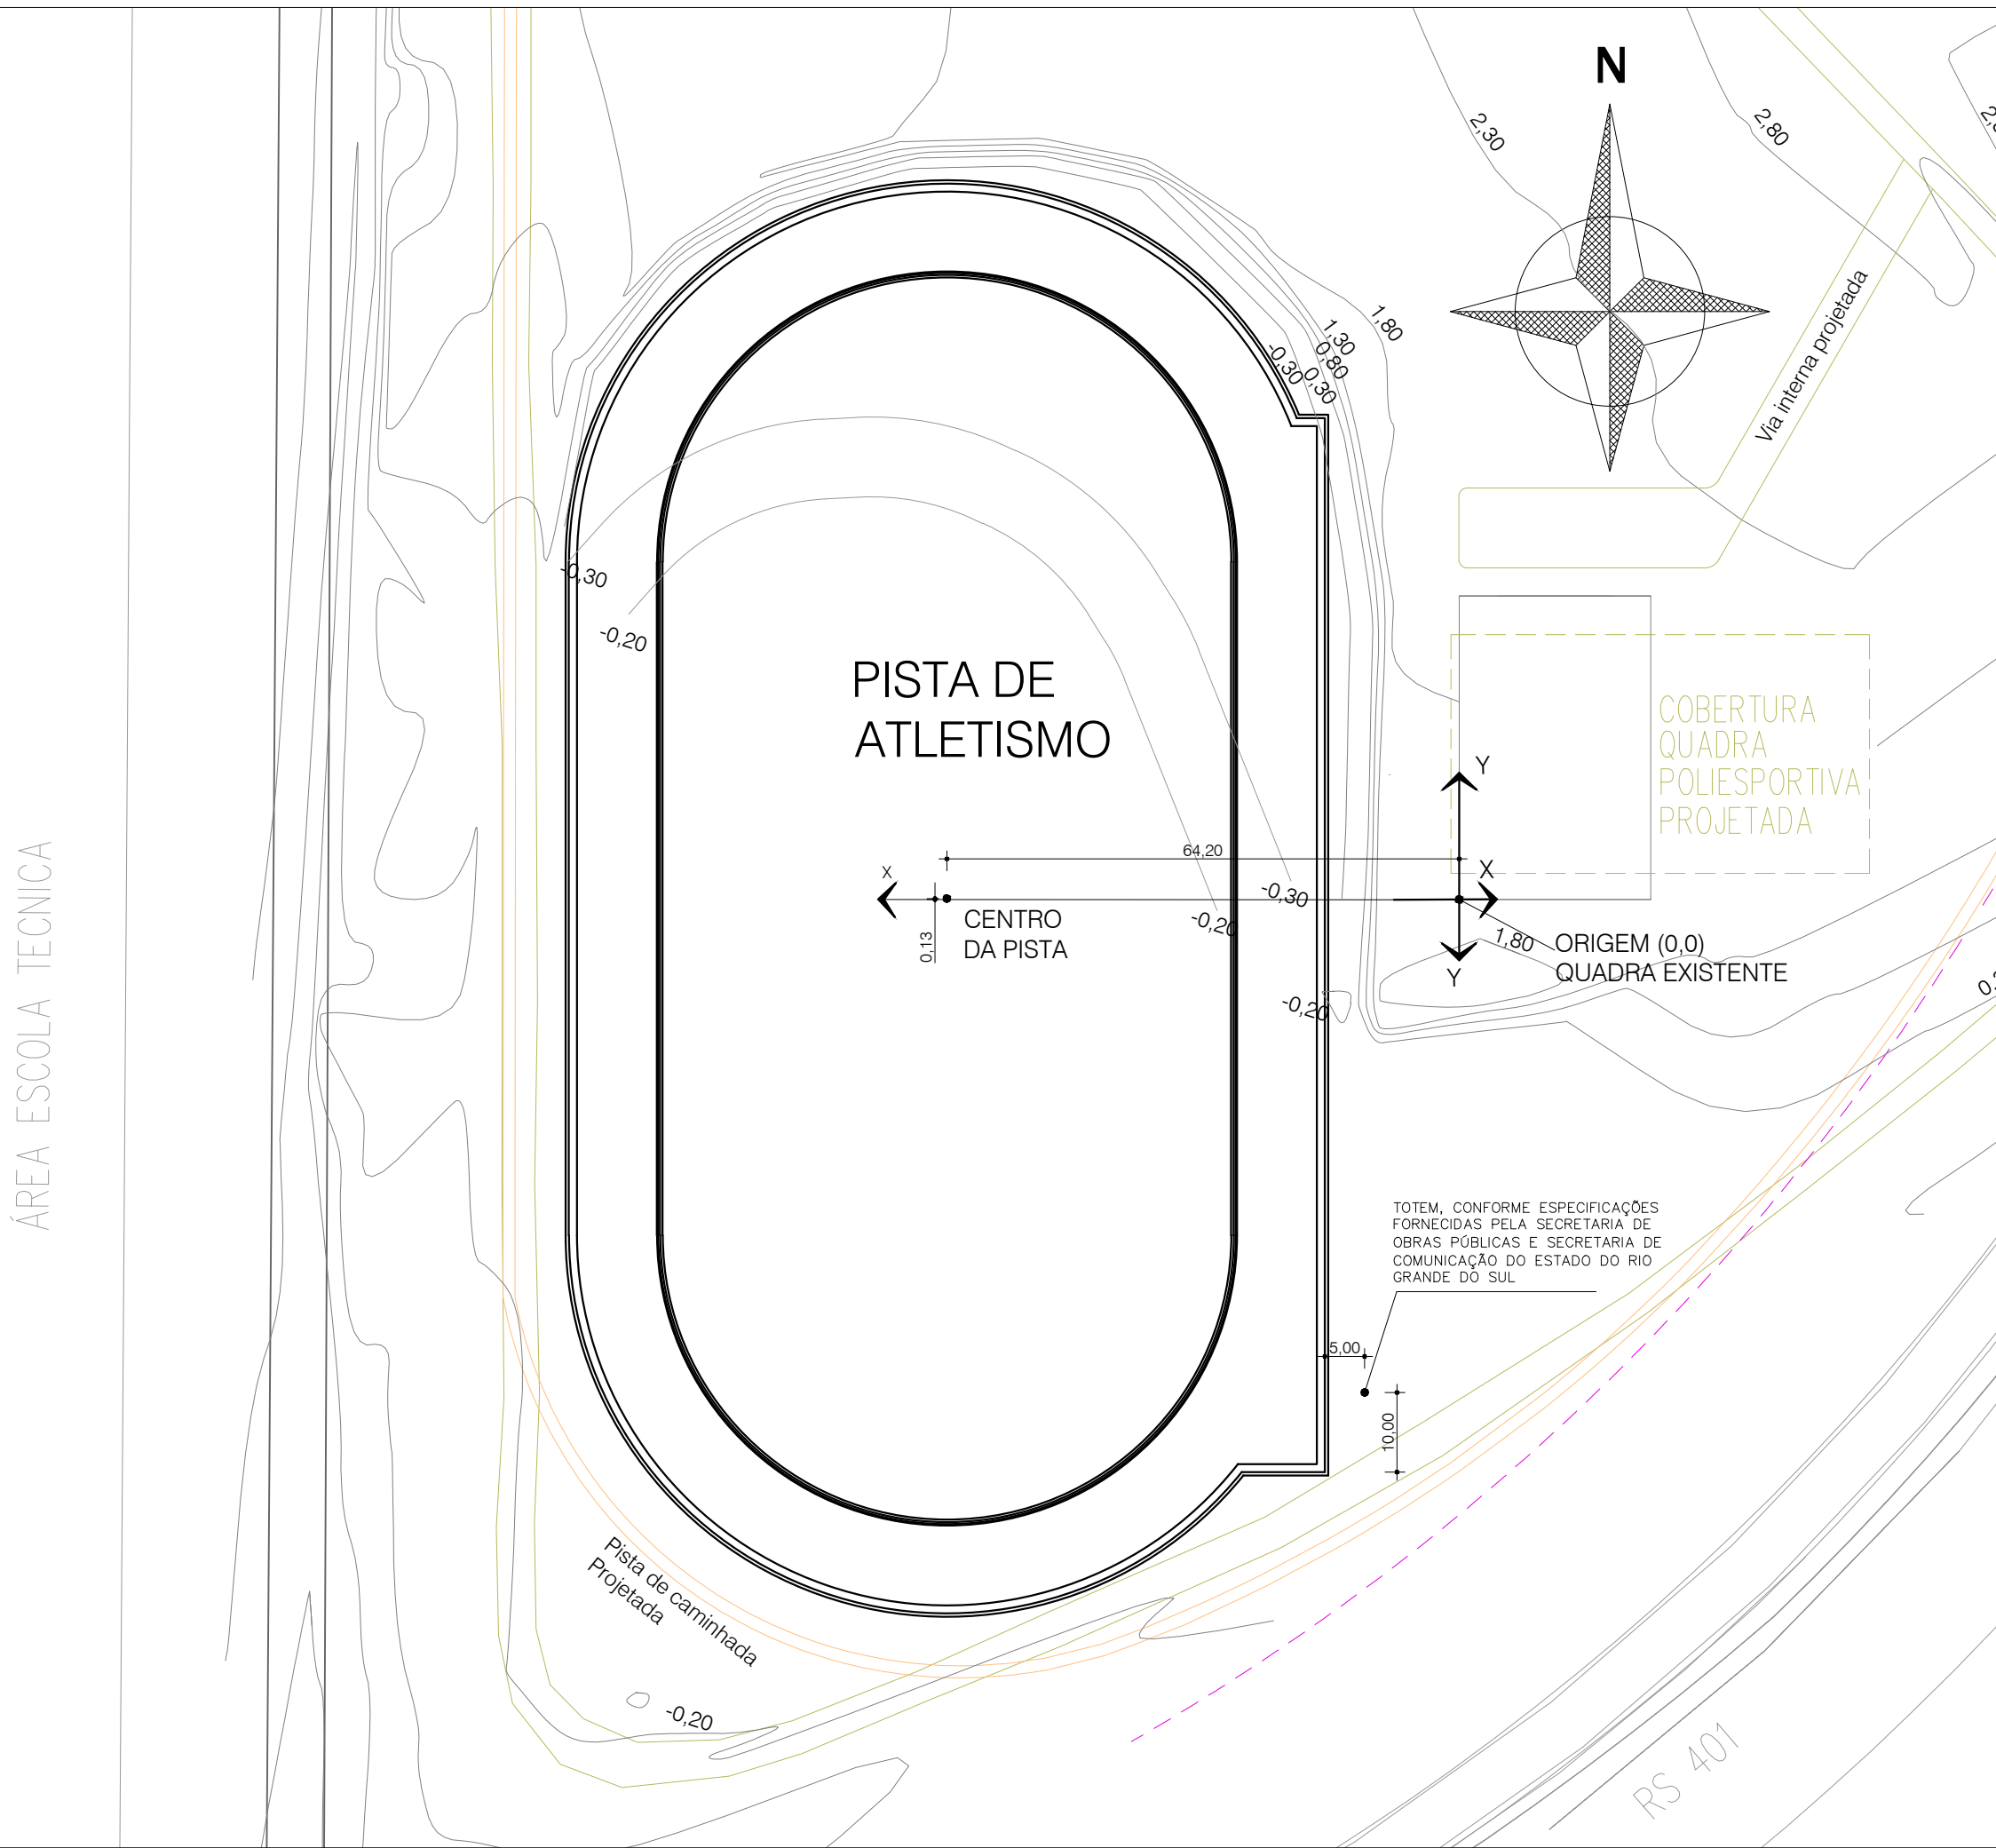 N
2,30
2,80
1,80
1,30
0,80
-0,30
0,30
Via interna projetada
-0,30
-0,20
PISTA DE
ATLETISMO
COBERTURA
QUADRA
POLIESPORTIVA
PROJETADA
Y
64,20
X
X
-0,30
-0,20
CENTRO
DA PISTA
0,13
1,80
ORIGEM (0,0)
QUADRA EXISTENTE
Y
-0,20
ÁREA ESCOLA TECNICA
TOTEM, CONFORME ESPECIFICAÇÕES
FORNECIDAS PELA SECRETARIA DE
OBRAS PÚBLICAS E SECRETARIA DE
COMUNICAÇÃO DO ESTADO DO RIO
GRANDE DO SUL
5,00
10,00
Pista de caminhada
Projetada
-0,20
RS 401